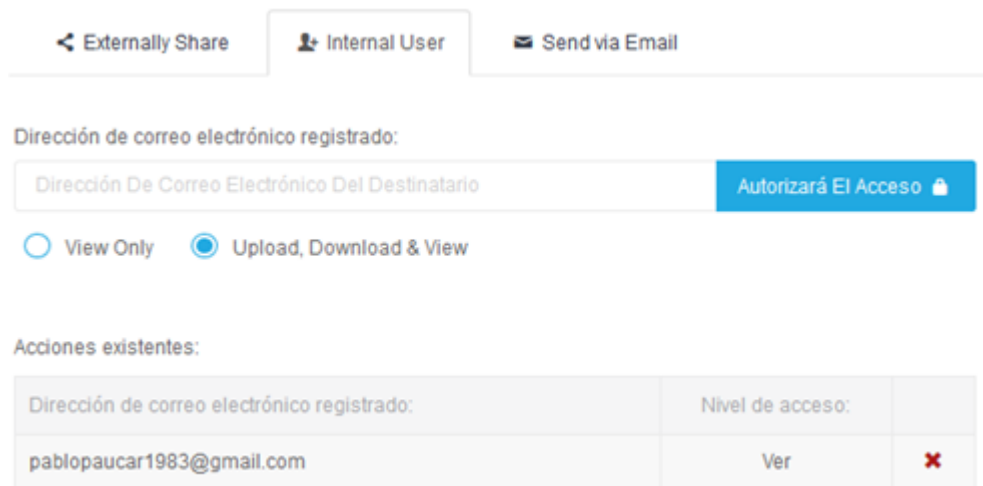 Externally Share Internal User Send via Email
Dirección de correo electrónico registrado:
Dirección De Correo Electrónico Del Destinatario Autorizará El Acceso
View Only Upload, Download & View
Acciones existentes:
Dirección de correo electrónico registrado: Nivel de acceso:
pablopaucar1983@gmail.com Ver